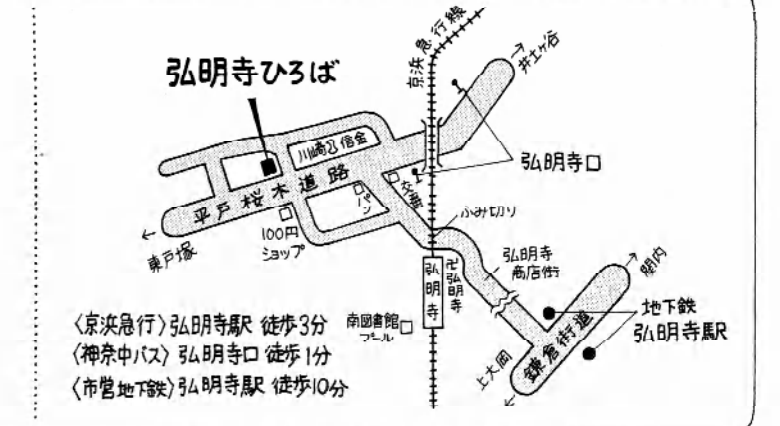 京浜急行線
井土ヶ谷
弘明寺ひろば
川崎信金
弘明寺口
平戸桜木道路
パン
交番
ふみ切り
東戸塚
100円
ショップ
弘明寺
卍弘明寺
弘明寺
商店街
関内
〈京浜急行〉弘明寺駅 徒歩3分
南図書館
プール
地下鉄
弘明寺駅
〈神奈中バス〉弘明寺口 徒歩1分
上大岡
鎌倉街道
〈市営地下鉄〉弘明寺駅 徒歩10分